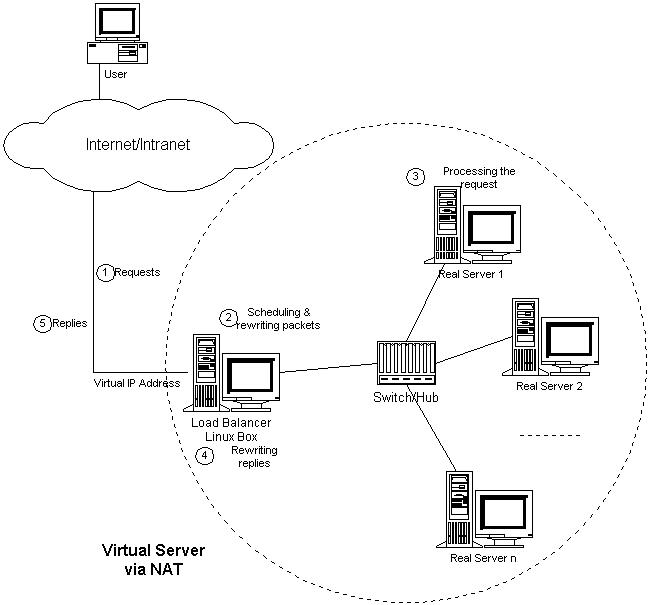 User
Internet/Intranet
3
Processing the
request
1 Requests
Real Server 1
2
Scheduling &
rewriting packets
5 Replies
Virtual IP Address
Switch/Hub
Real Server 2
Load Balancer
Linux Box
4
Rewriting
replies
Virtual Server
via NAT
Real Server n